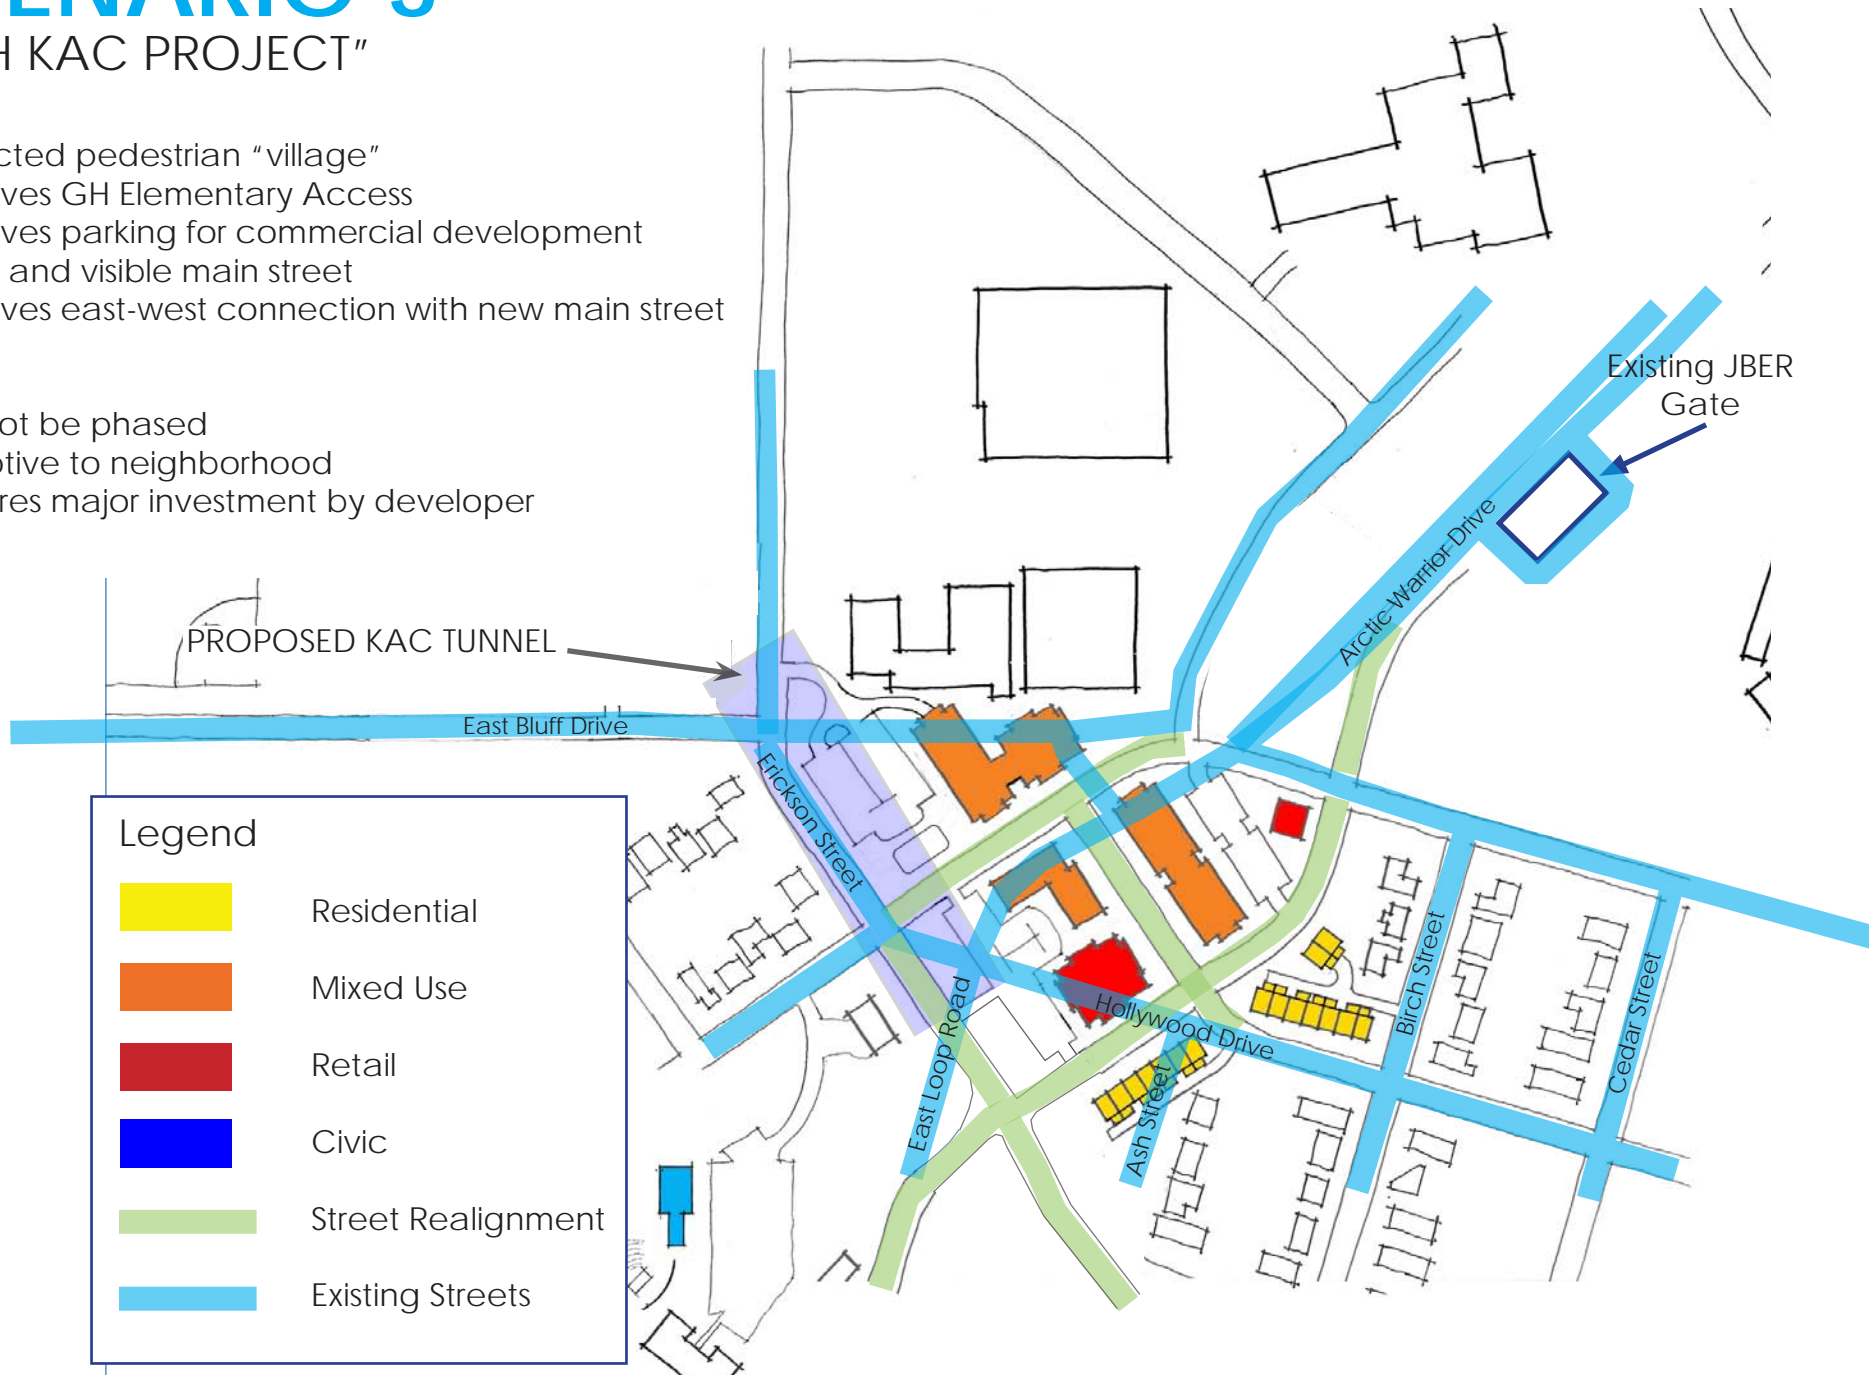 ENARIO 3
H KAC PROJECT”
cted pedestrian “village”
ves GH Elementary Access
ves parking for commercial development
and visible main street
ves east-west connection with new main street
ot be phased
ptive to neighborhood
res major investment by developer
Existing JBER
Gate
Arctic Warrior Drive
PROPOSED KAC TUNNEL
East Bluff Drive
Erickson Street
Legend
Residential
Mixed Use
Retail
Civic
Street Realignment
Existing Streets
East Loop Road
Hollywood Drive
Ash Street
Birch Street
Cedar Street